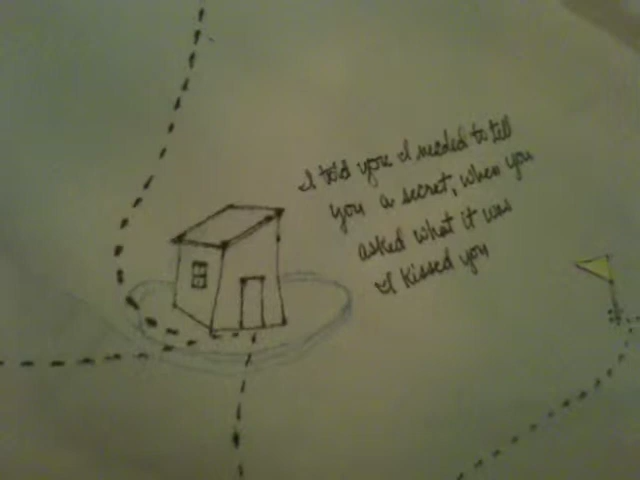 I told you I needed to tell
you a secret, when you
asked what it was
I kissed you